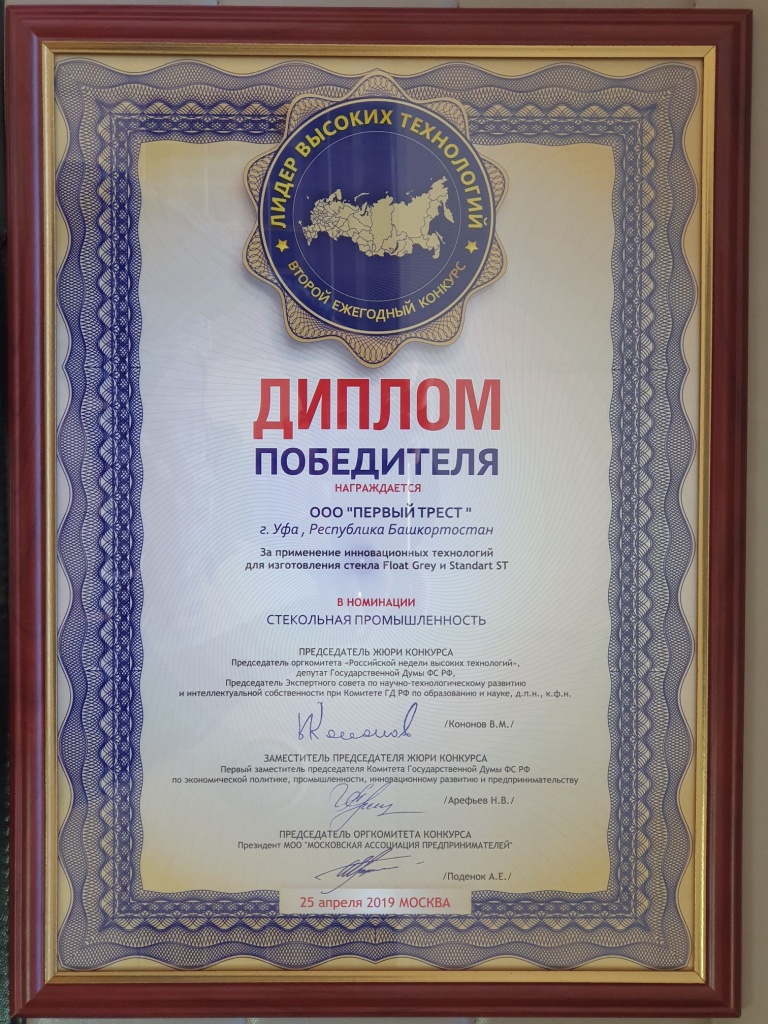 ЛИДЕР ВЫСОКИХ ТЕХНОЛОГИЙ
ВТОРОЙ ЕЖЕГОДНЫЙ КОНКУРС
ДИПЛОМ
ПОБЕДИТЕЛЯ
НАГРАЖДАЕТСЯ
ООО "ПЕРВЫЙ ТРЕСТ "
г. Уфа , Республика Башкортостан
За применение инновационных технологий
для изготовления стекла Float Grey и Standart ST
В НОМИНАЦИИ
СТЕКОЛЬНАЯ ПРОМЫШЛЕННОСТЬ
ПРЕДСЕДАТЕЛЬ ЖЮРИ КОНКУРСА
Председатель оргкомитета «Российской недели высоких технологий»,
депутат Государственной Думы ФС РФ,
Председатель Экспертного совета по научно-технологическому развитию
и интеллектуальной собственности при Комитете ГД РФ по образованию и науке, д.п.н., к.ф.н.
/Кононов В.М./
ЗАМЕСТИТЕЛЬ ПРЕДСЕДАТЕЛЯ ЖЮРИ КОНКУРСА
Первый заместитель председателя Комитета Государственной Думы ФС РФ
по экономической политике, промышленности, инновационному развитию и предпринимательству
/Арефьев Н.В./
ПРЕДСЕДАТЕЛЬ ОРГКОМИТЕТА КОНКУРСА
Президент МОО "МОСКОВСКАЯ АССОЦИАЦИЯ ПРЕДПРИНИМАТЕЛЕЙ"
/Поденок А.Е./
25 апреля 2019 МОСКВА